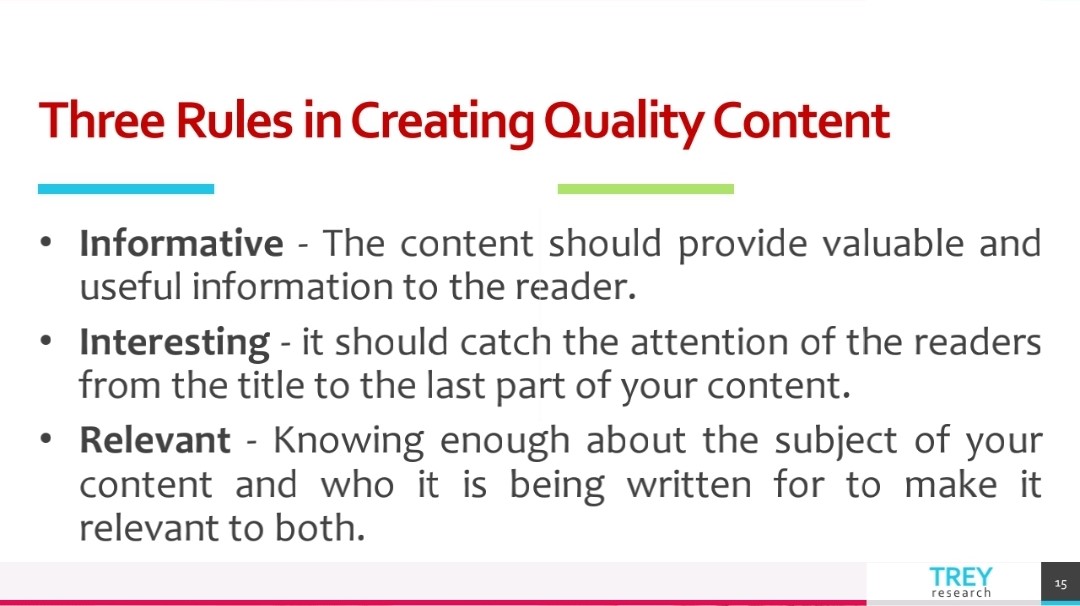 Three Rules in Creating Quality Content
• Informative - The content should provide valuable and
useful information to the reader.
• Interesting - it should catch the attention of the readers
from the title to the last part of your content.
• Relevant - Knowing enough about the subject of your
content and who it is being written for to make it
relevant to both.
TREY
research
15